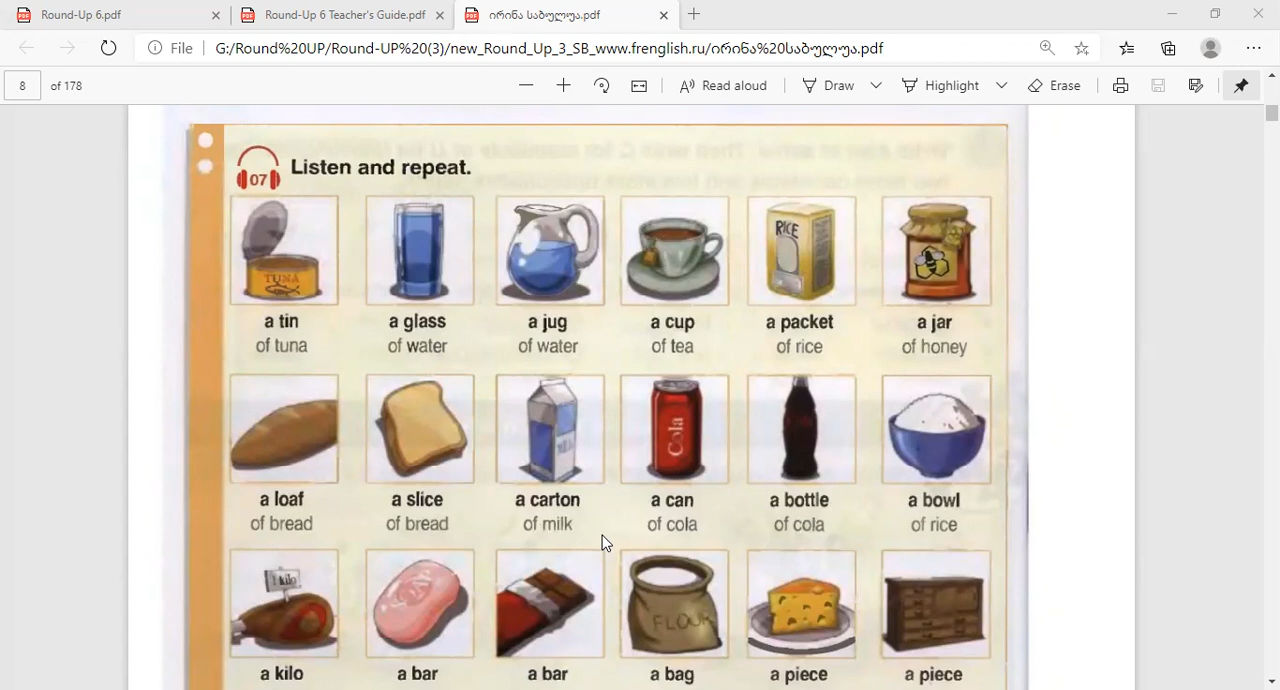 Round-Up 6.pdf
Round-Up 6 Teacher's Guide.pdf
ირინა საბულუა.pdf
File
G:/Round%20UP/Round-UP%20(3)/new_Round_Up_3_SB_www.frenglish.ru/ირინა%20საბულუა.pdf
8 of 178
Read aloud
Draw
Highlight
Erase
07 Listen and repeat.
TUNA
RICE
a tin
of tuna
a glass
of water
a jug
of water
a cup
of tea
a packet
of rice
a jar
of honey
MILK
Cola
a loaf
of bread
a slice
of bread
a carton
of milk
a can
of cola
a bottle
of cola
a bowl
of rice
1 kilo
FLOUR
a kilo
a bar
a bar
a bag
a piece
a piece